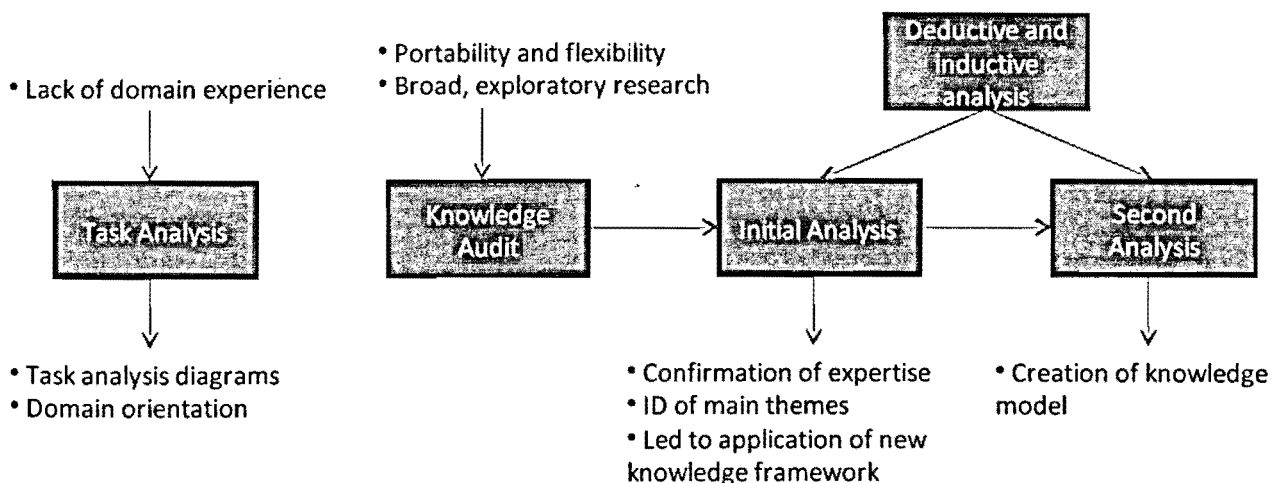 • Lack of domain experience
Task Analysis
• Task analysis diagrams
• Domain orientation
• Portability and flexibility
• Broad, exploratory research
Knowledge
Audit
Deductive and
inductive
analysis
Initial Analysis
• Confirmation of expertise
• ID of main themes
• Led to application of new
knowledge framework
Second
Analysis
• Creation of knowledge
model